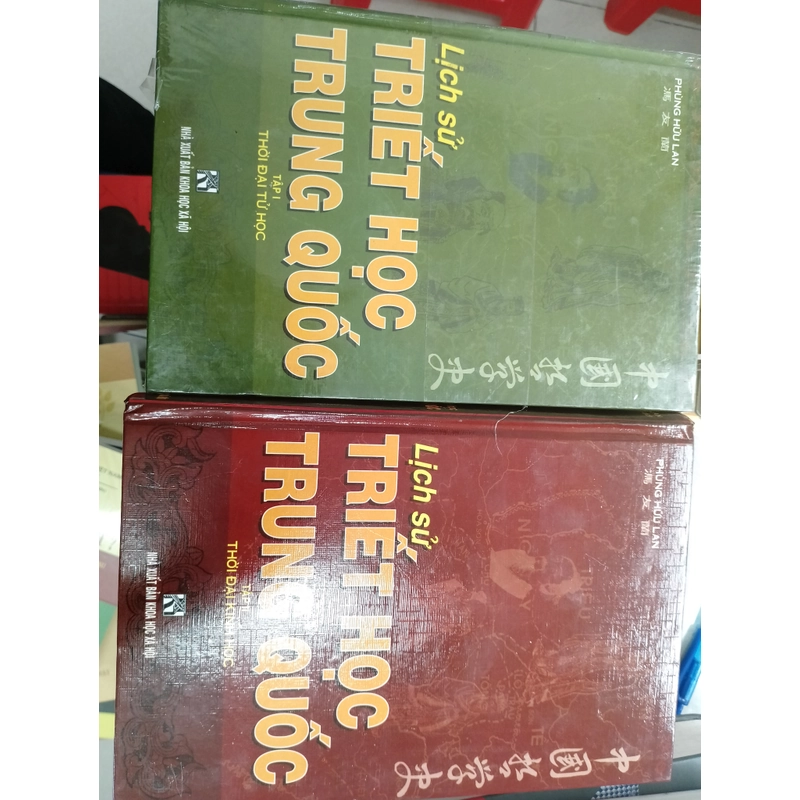 PHÙNG HỮU LAN
馮友蘭
Lịch sử
TRIẾT HỌC
TRUNG QUỐC
TẬP I
THỜI ĐẠI TỬ HỌC
中國哲學史
NHÀ XUẤT BẢN KHOA HỌC XÃ HỘI
PHÙNG HỮU LAN
馮友蘭
Lịch sử
TRIẾT HỌC
TRUNG QUỐC
THỜI ĐẠI KINH HỌC
中國哲學史
NHÀ XUẤT BẢN KHOA HỌC XÃ HỘI